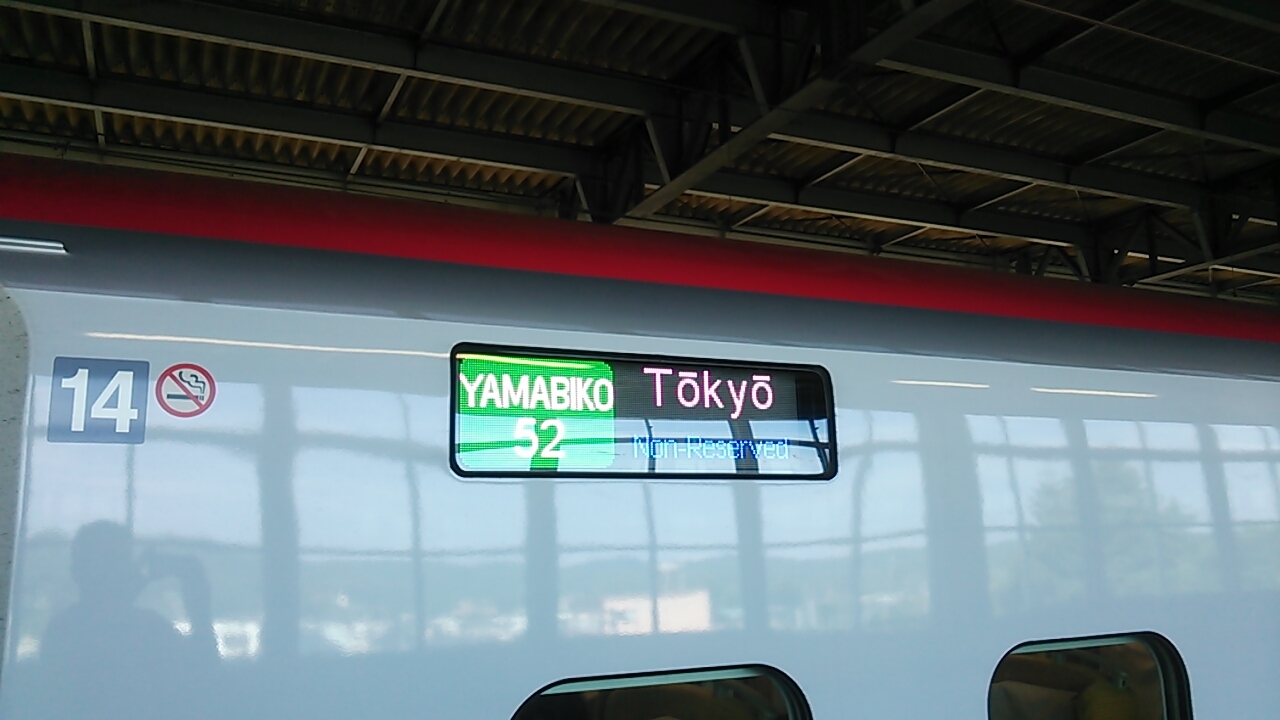 14
YAMABIKO
52
Tōkyō
Non-Reserved